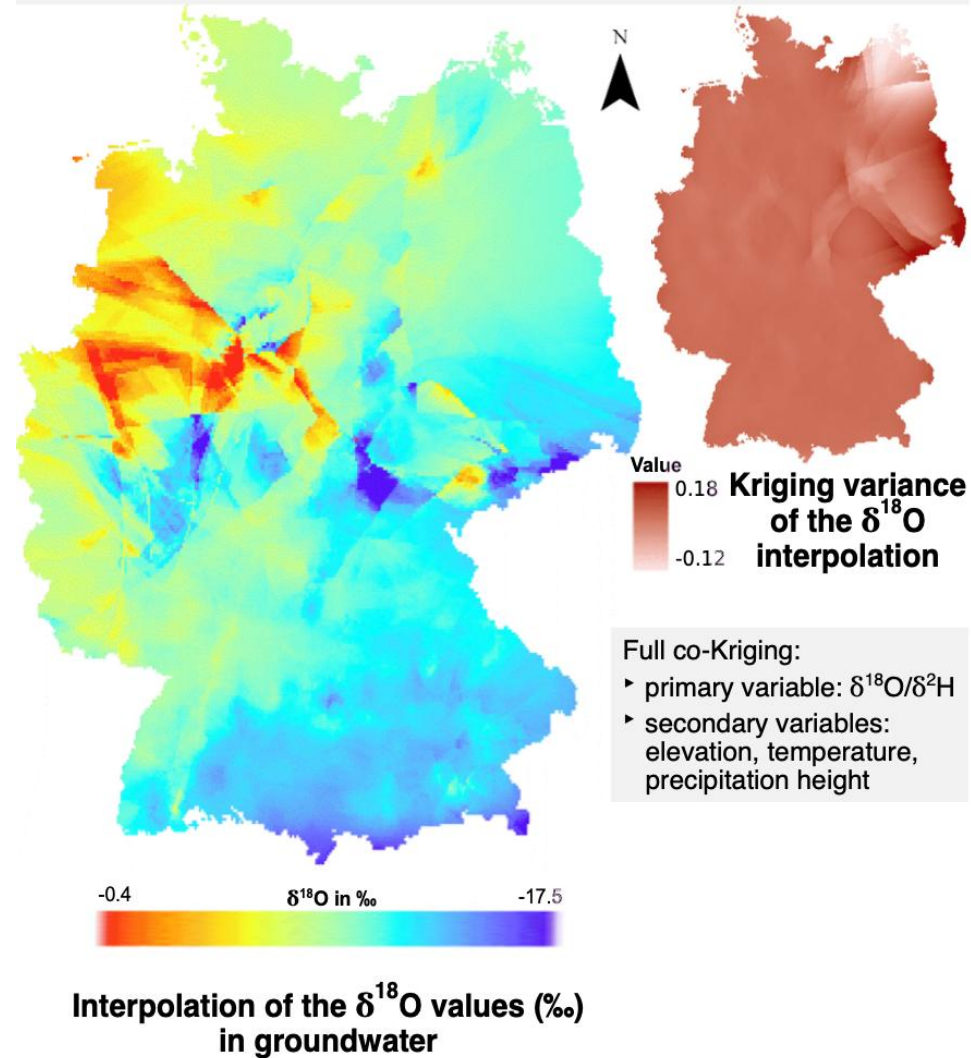 N
Value
0.18
-0.12
Kriging variance
of the δ¹⁸O
interpolation
Full co-Kriging:
‣ primary variable: δ¹⁸O/δ²H
‣ secondary variables:
elevation, temperature,
precipitation height
-0.4 δ¹⁸O in ‰ -17.5
Interpolation of the δ¹⁸O values (‰)
in groundwater